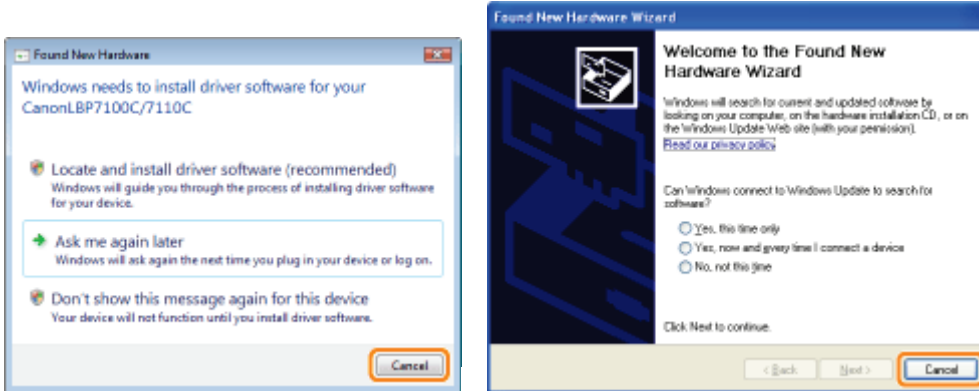 Found New Hardware
Windows needs to install driver software for your
CanonLBP7100C/7110C
Locate and install driver software (recommended)
Windows will guide you through the process of installing driver software
for your device.
Ask me again later
Windows will ask again the next time you plug in your device or log on.
Don't show this message again for this device
Your device will not function until you install driver software.
Cancel
Found New Hardware Wizard
Welcome to the Found New
Hardware Wizard
Windows will search for current and updated software by
looking on your computer, on the hardware installation CD, or on
the Windows Update Web site (with your permission).
Read our privacy policy
Can Windows connect to Windows Update to search for
software?
Yes, this time only
Yes, now and every time I connect a device
No, not this time
Click Next to continue.
< Back
Next >
Cancel